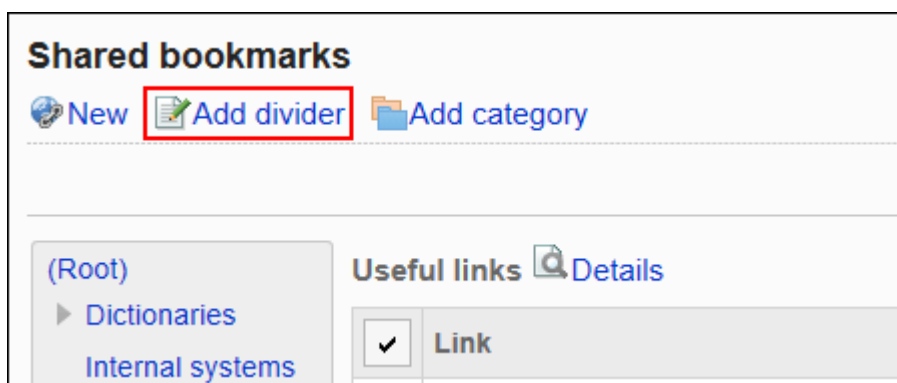 Shared bookmarks
New Add divider Add category
(Root)
Dictionaries
Internal systems
Useful links Details
Link